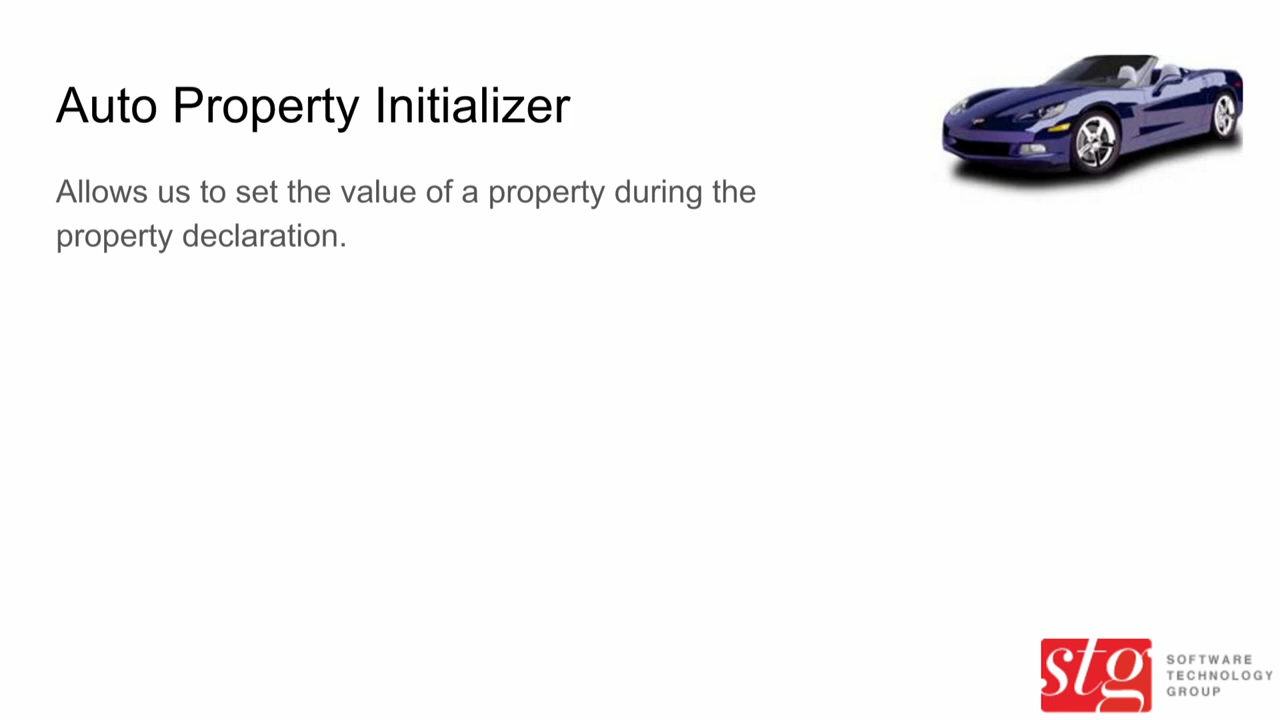 Auto Property Initializer
Allows us to set the value of a property during the
property declaration.
stg
SOFTWARE
TECHNOLOGY
GROUP